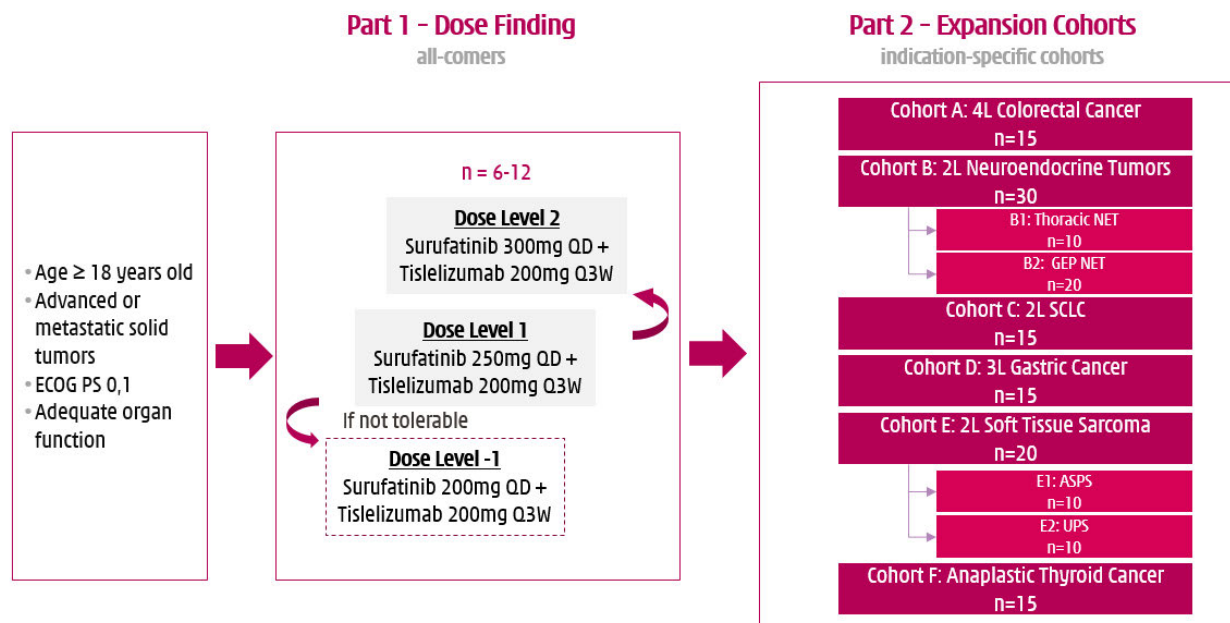 Part 1 – Dose Finding
all-comers
Part 2 – Expansion Cohorts
indication-specific cohorts
• Age ≥ 18 years old
• Advanced or
metastatic solid
tumors
• ECOG PS 0,1
• Adequate organ
function
n = 6-12
Dose Level 2
Surufatinib 300mg QD +
Tislelizumab 200mg Q3W
Dose Level 1
Surufatinib 250mg QD +
Tislelizumab 200mg Q3W
If not tolerable
Dose Level -1
Surufatinib 200mg QD +
Tislelizumab 200mg Q3W
Cohort A: 4L Colorectal Cancer
n=15
Cohort B: 2L Neuroendocrine Tumors
n=30
B1: Thoracic NET
n=10
B2: GEP NET
n=20
Cohort C: 2L SCLC
n=15
Cohort D: 3L Gastric Cancer
n=15
Cohort E: 2L Soft Tissue Sarcoma
n=20
E1: ASPS
n=10
E2: UPS
n=10
Cohort F: Anaplastic Thyroid Cancer
n=15